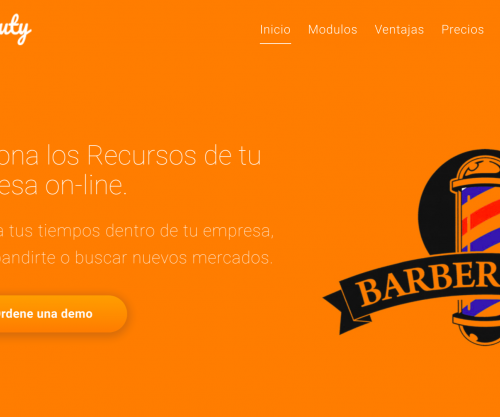 uty
Inicio Modulos Ventajas Precios
ona los Recursos de tu
esa on-line.
a tus tiempos dentro de tu empresa,
pandirte o buscar nuevos mercados.
Ordene una demo
BARBER